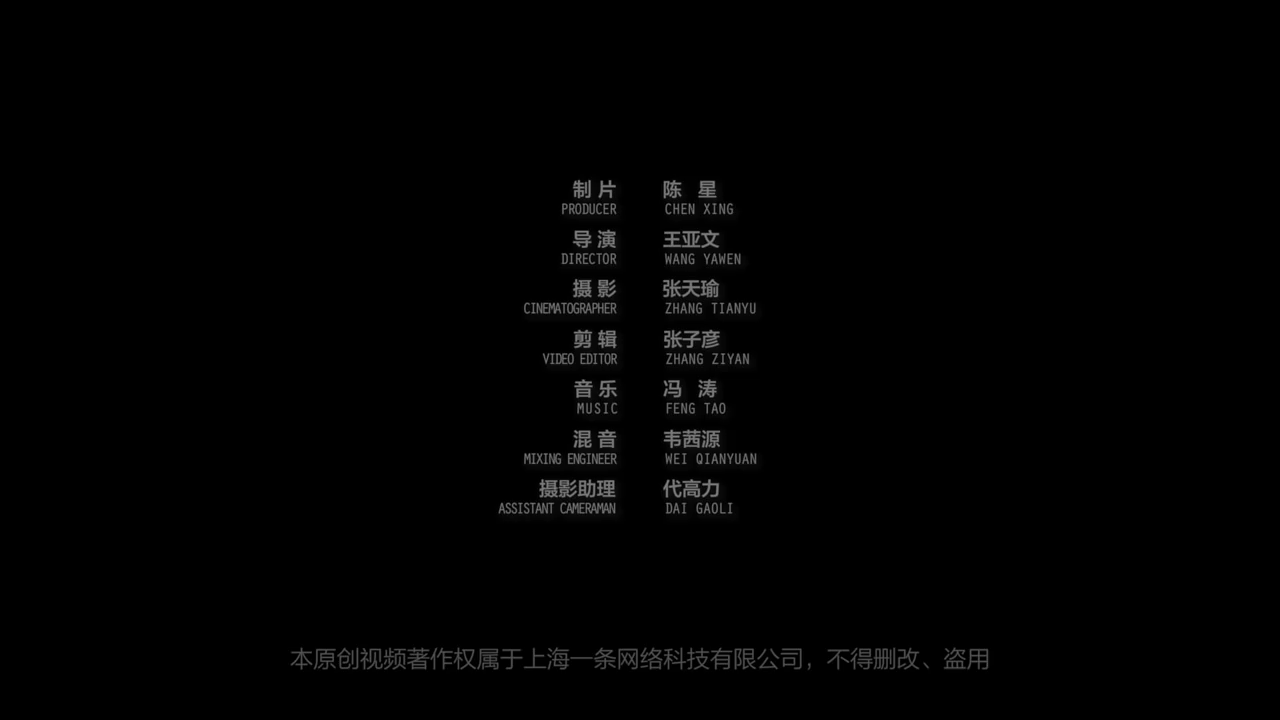 制片 陈星
PRODUCER CHEN XING
导演 王亚文
DIRECTOR WANG YAWEN
摄影 张天瑜
CINEMATOGRAPHER ZHANG TIANYU
剪辑 张子彦
VIDEO EDITOR ZHANG ZIYAN
音乐 冯涛
MUSIC FENG TAO
混音 韦茜源
MIXING ENGINEER WEI QIANYUAN
摄影助理 代高力
ASSISTANT CAMERAMAN DAI GAOLI
本原创视频著作权属于上海一条网络科技有限公司，不得删改、盗用